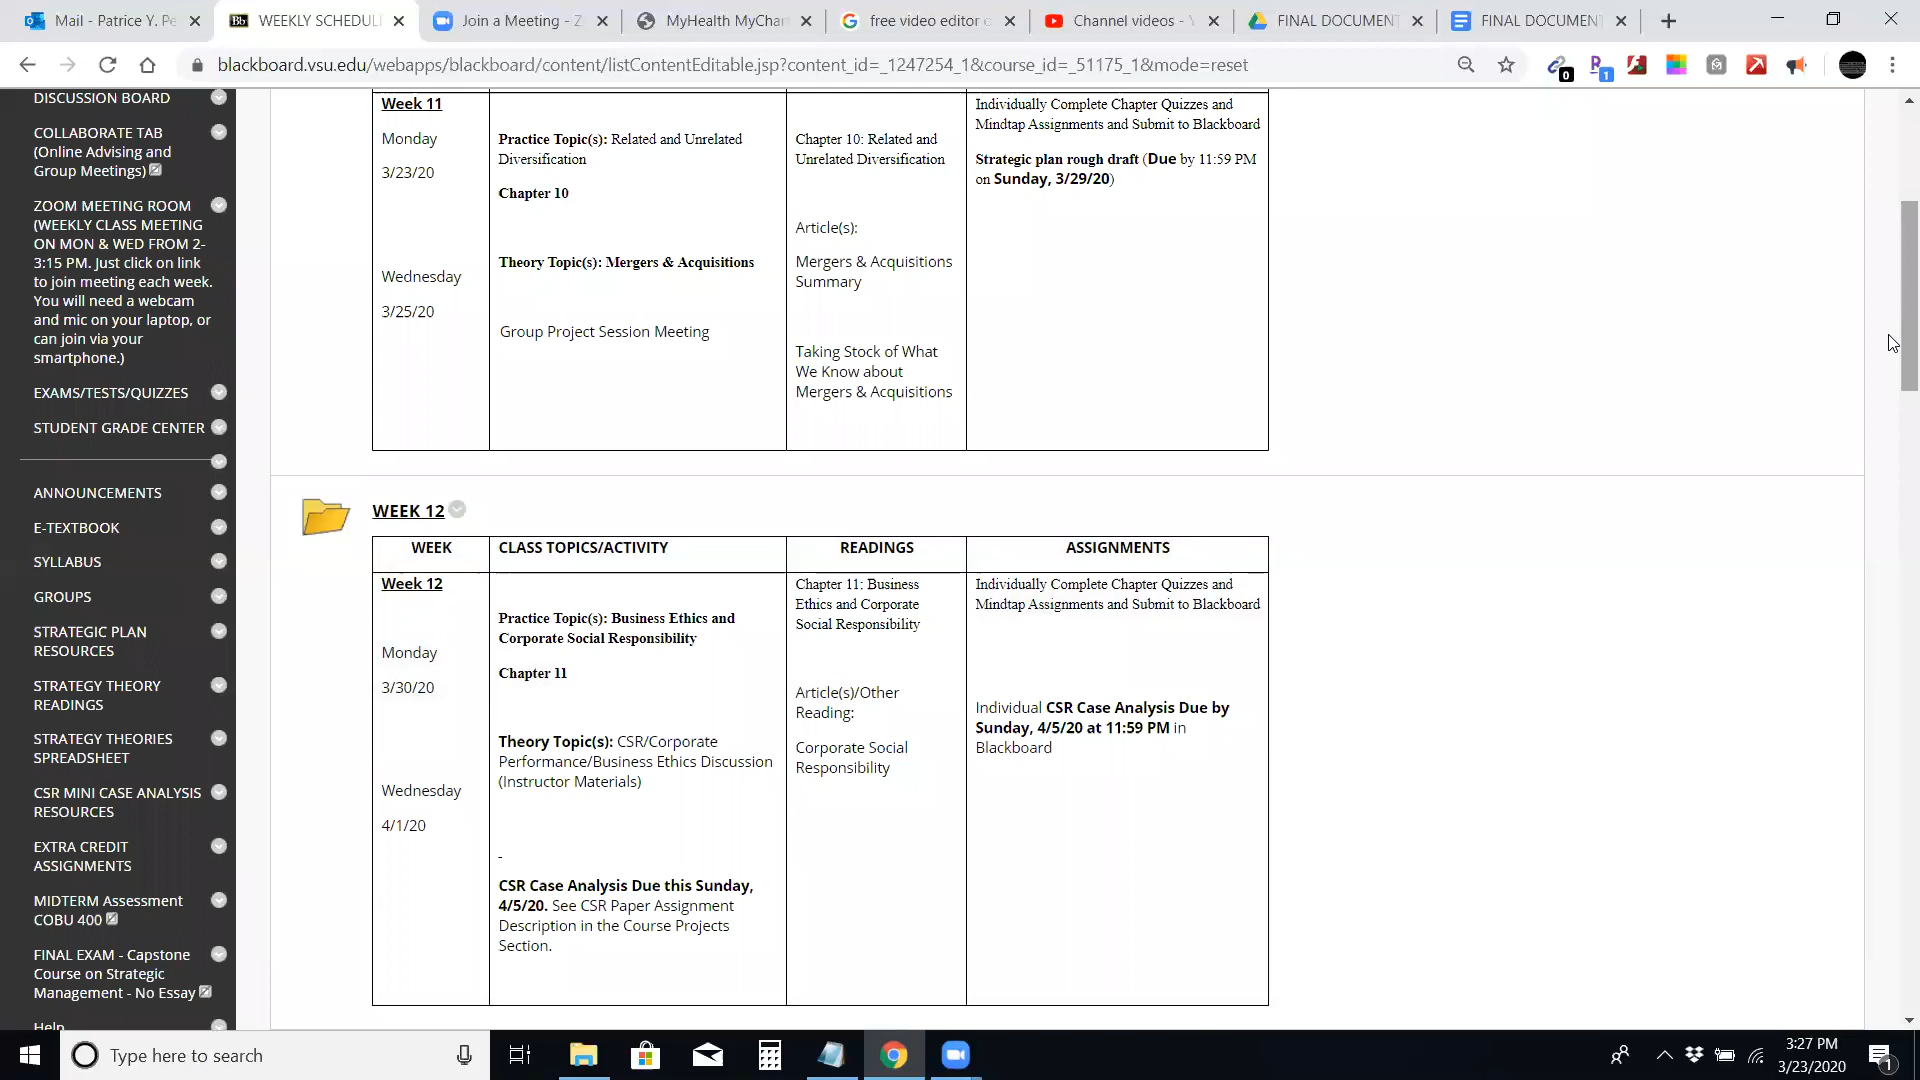 Mail - Patrice Y. Pe
WEEKLY SCHEDUL
Join a Meeting - Z
MyHealth MyChar
free video editor
Channel videos - Y
FINAL DOCUMENT
FINAL DOCUMEN
blackboard.vsu.edu/webapps/blackboard/content/listContentEditable.jsp?content_id=_1247254_1&course_id=_51175_1&mode=reset
0
1
DISCUSSION BOARD
COLLABORATE TAB
(Online Advising and
Group Meetings)
ZOOM MEETING ROOM
(WEEKLY CLASS MEETING
ON MON & WED FROM 2-
3:15 PM. Just click on link
to join meeting each week.
You will need a webcam
and mic on your laptop, or
can join via your
smartphone.)
EXAMS/TESTS/QUIZZES
STUDENT GRADE CENTER
ANNOUNCEMENTS
E-TEXTBOOK
SYLLABUS
GROUPS
STRATEGIC PLAN
RESOURCES
STRATEGY THEORY
READINGS
STRATEGY THEORIES
SPREADSHEET
CSR MINI CASE ANALYSIS
RESOURCES
EXTRA CREDIT
ASSIGNMENTS
MIDTERM Assessment
COBU 400
FINAL EXAM - Capstone
Course on Strategic
Management - No Essay
Help
Week 11
Monday
3/23/20
Wednesday
3/25/20
Practice Topic(s): Related and Unrelated
Diversification
Chapter 10
Theory Topic(s): Mergers & Acquisitions
Group Project Session Meeting
Chapter 10: Related and
Unrelated Diversification
Article(s):
Mergers & Acquisitions
Summary
Taking Stock of What
We Know about
Mergers & Acquisitions
Individually Complete Chapter Quizzes and
Mindtap Assignments and Submit to Blackboard
Strategic plan rough draft (Due by 11:59 PM
on Sunday, 3/29/20)
WEEK 12
WEEK
CLASS TOPICS/ACTIVITY
READINGS
ASSIGNMENTS
Week 12
Monday
3/30/20
Wednesday
4/1/20
Practice Topic(s): Business Ethics and
Corporate Social Responsibility
Chapter 11
Theory Topic(s): CSR/Corporate
Performance/Business Ethics Discussion
(Instructor Materials)
-
CSR Case Analysis Due this Sunday,
4/5/20. See CSR Paper Assignment
Description in the Course Projects
Section.
Chapter 11: Business
Ethics and Corporate
Social Responsibility
Article(s)/Other
Reading:
Corporate Social
Responsibility
Individually Complete Chapter Quizzes and
Mindtap Assignments and Submit to Blackboard
Individual CSR Case Analysis Due by
Sunday, 4/5/20 at 11:59 PM in
Blackboard
Type here to search
3:27 PM
3/23/2020
1